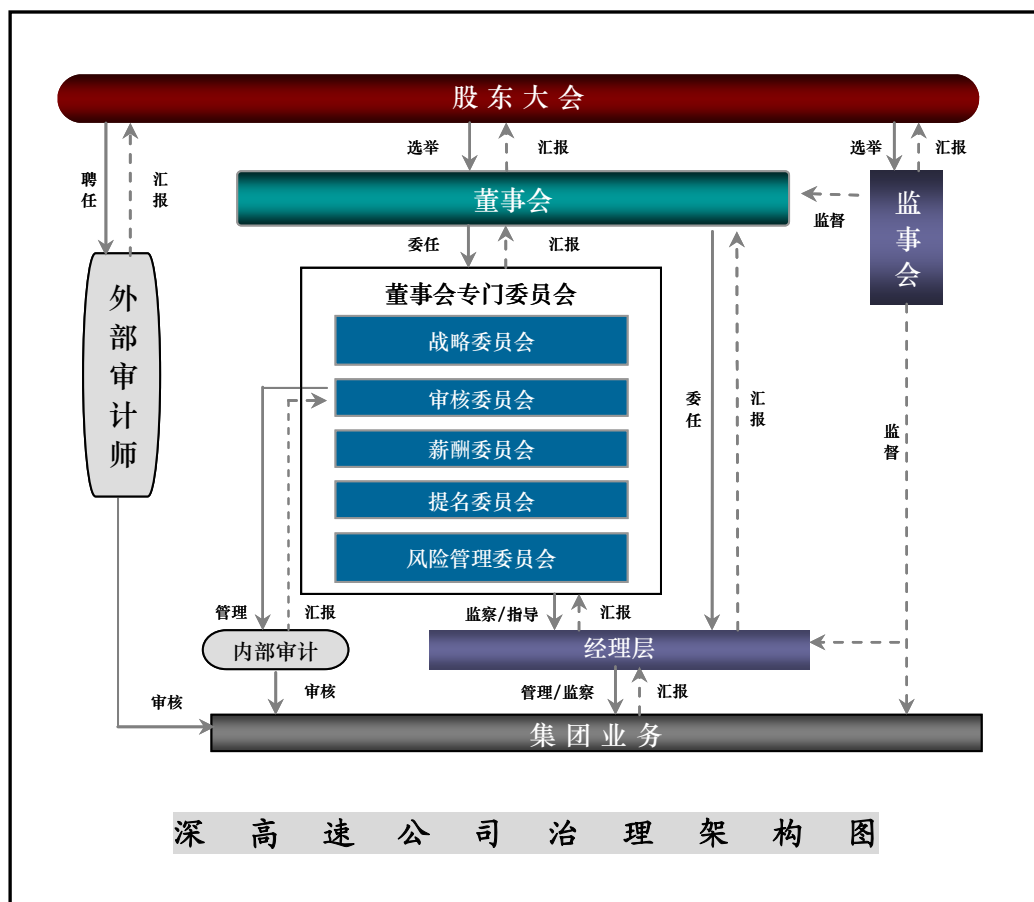 股东大会
选举
汇报
选举
汇报
聘任
汇报
董事会
监督
监事会
委任
汇报
外部审计师
董事会专门委员会
战略委员会
审核委员会
薪酬委员会
提名委员会
风险管理委员会
委任
汇报
监督
管理
汇报
监察/指导
汇报
内部审计
经理层
审核
审核
管理/监察
汇报
集团业务
深高速公司治理架构图